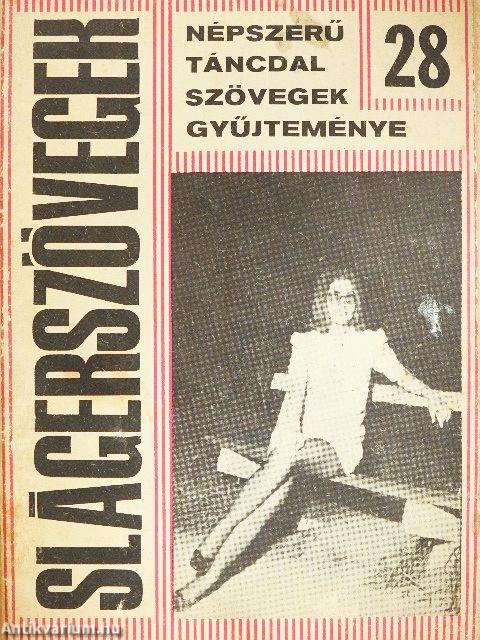 SLÁGERSZÖVEGEK
NÉPSZERŰ
TÁNCDAL
SZÖVEGEK
GYŰJTEMÉNYE
28
Antikvarium.hu